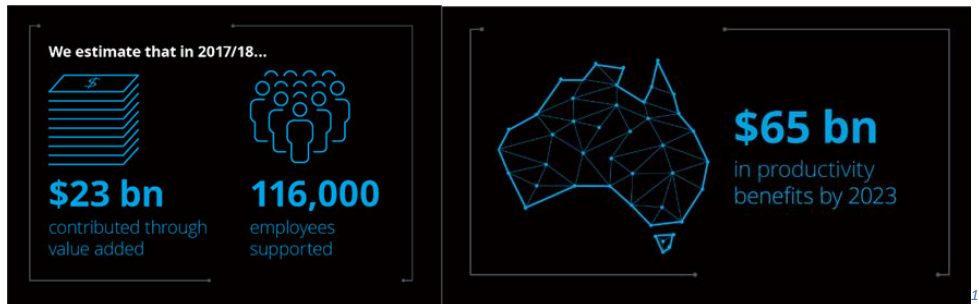 We estimate that in 2017/18...
$
$23 bn
contributed through
value added
116,000
employees
supported
$65 bn
in productivity
benefits by 2023
1